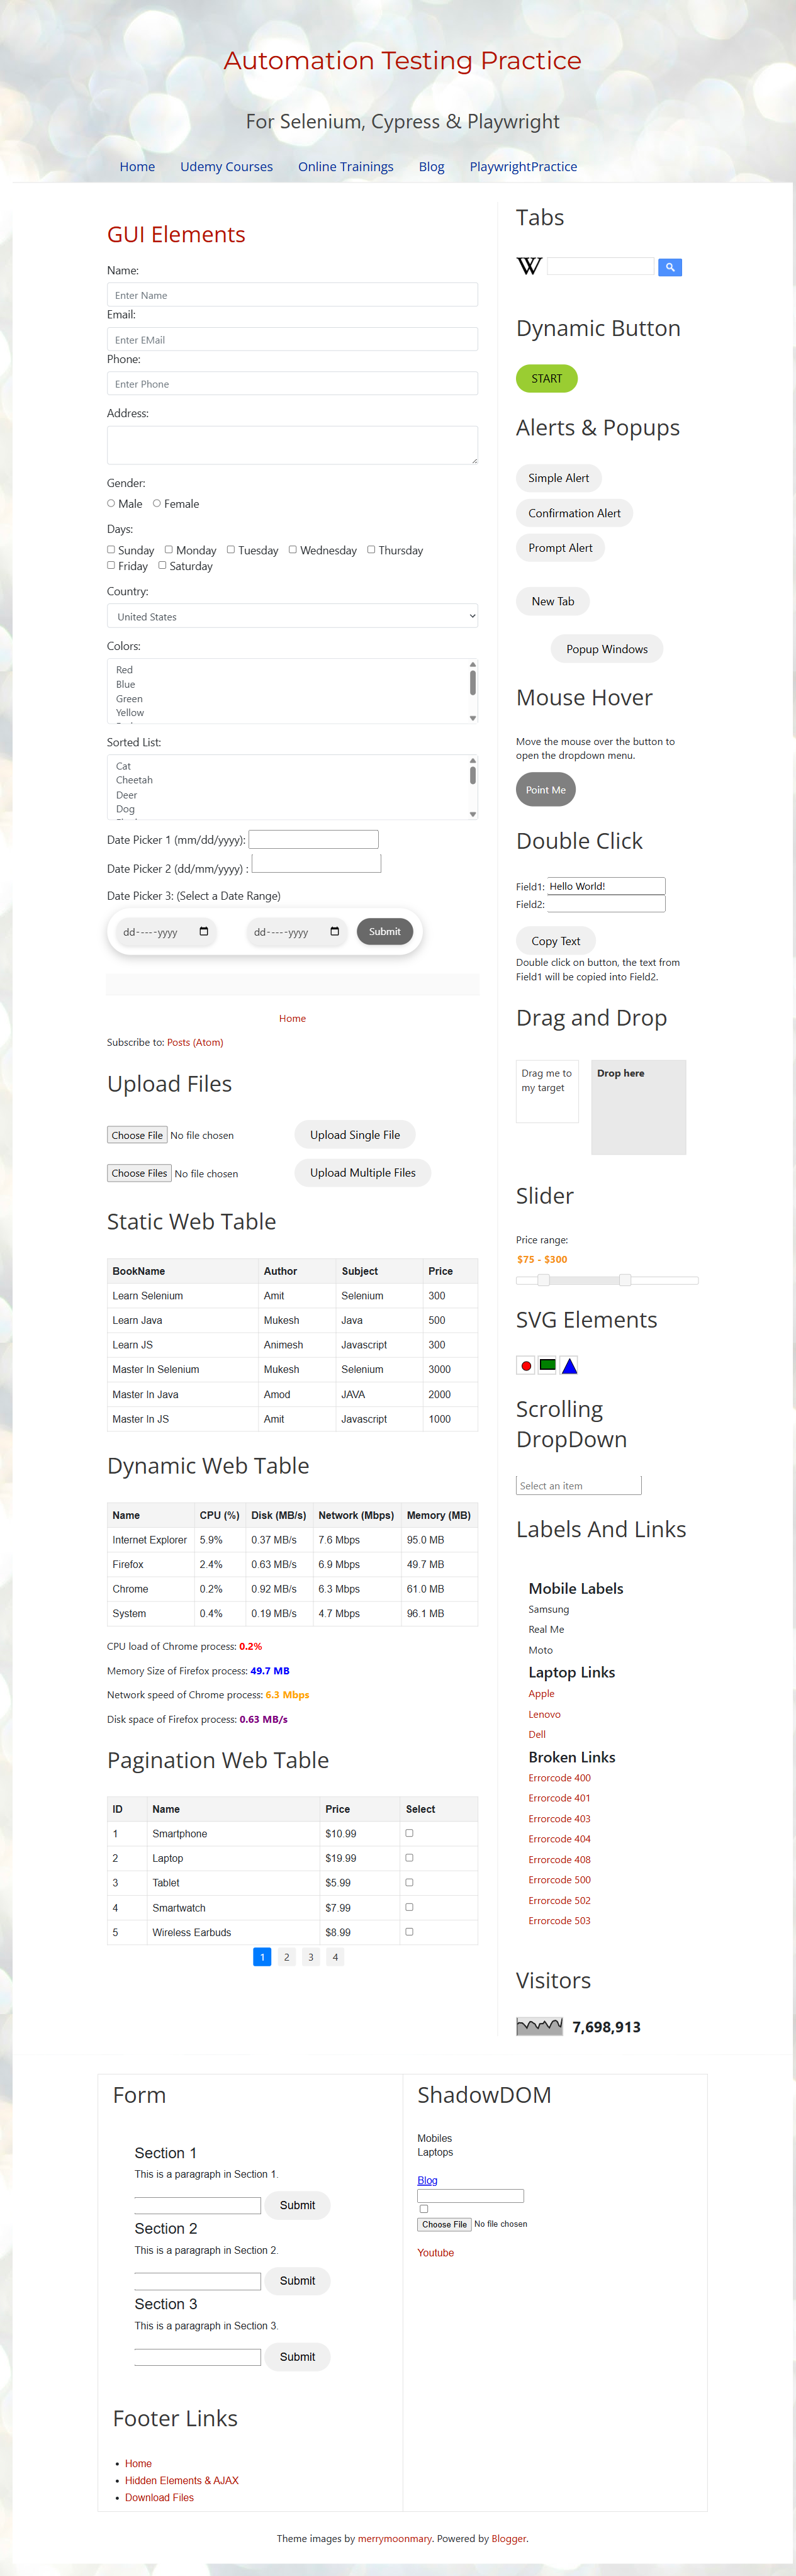 Automation Testing Practice
For Selenium, Cypress & Playwright
Home Udemy Courses Online Trainings Blog PlaywrightPractice
GUI Elements
Name:
Enter Name
Email:
Enter EMail
Phone:
Enter Phone
Address:
Gender:
Male Female
Days:
Sunday Monday Tuesday Wednesday Thursday
Friday Saturday
Country:
United States
Colors:
Red
Blue
Green
Yellow
Sorted List:
Cat
Cheetah
Deer
Dog
Date Picker 1 (mm/dd/yyyy):
Date Picker 2 (dd/mm/yyyy) :
Date Picker 3: (Select a Date Range)
dd-----yyyy dd-----yyyy Submit
Home
Subscribe to: Posts (Atom)
Upload Files
Choose File No file chosen Upload Single File
Choose Files No file chosen Upload Multiple Files
Static Web Table
BookName Author Subject Price
Learn Selenium Amit Selenium 300
Learn Java Mukesh Java 500
Learn JS Animesh Javascript 300
Master In Selenium Mukesh Selenium 3000
Master In Java Amod JAVA 2000
Master In JS Amit Javascript 1000
Dynamic Web Table
Name CPU (%) Disk (MB/s) Network (Mbps) Memory (MB)
Internet Explorer 5.9% 0.37 MB/s 7.6 Mbps 95.0 MB
Firefox 2.4% 0.63 MB/s 6.9 Mbps 49.7 MB
Chrome 0.2% 0.92 MB/s 6.3 Mbps 61.0 MB
System 0.4% 0.19 MB/s 4.7 Mbps 96.1 MB
CPU load of Chrome process: 0.2%
Memory Size of Firefox process: 49.7 MB
Network speed of Chrome process: 6.3 Mbps
Disk space of Firefox process: 0.63 MB/s
Pagination Web Table
ID Name Price Select
1 Smartphone $10.99
2 Laptop $19.99
3 Tablet $5.99
4 Smartwatch $7.99
5 Wireless Earbuds $8.99
1 2 3 4
Tabs
W
Dynamic Button
START
Alerts & Popups
Simple Alert
Confirmation Alert
Prompt Alert
New Tab
Popup Windows
Mouse Hover
Move the mouse over the button to
open the dropdown menu.
Point Me
Double Click
Field1: Hello World!
Field2:
Copy Text
Double click on button, the text from
Field1 will be copied into Field2.
Drag and Drop
Drag me to
my target
Drop here
Slider
Price range:
$75 - $300
SVG Elements
Scrolling
DropDown
Select an item
Labels And Links
Mobile Labels
Samsung
Real Me
Moto
Laptop Links
Apple
Lenovo
Dell
Broken Links
Errorcode 400
Errorcode 401
Errorcode 403
Errorcode 404
Errorcode 408
Errorcode 500
Errorcode 502
Errorcode 503
Visitors
7,698,913
Form
Section 1
This is a paragraph in Section 1.
Submit
Section 2
This is a paragraph in Section 2.
Submit
Section 3
This is a paragraph in Section 3.
Submit
Footer Links
Home
Hidden Elements & AJAX
Download Files
ShadowDOM
Mobiles
Laptops
Blog
Choose File No file chosen
Youtube
Theme images by merrymoonmary. Powered by Blogger.